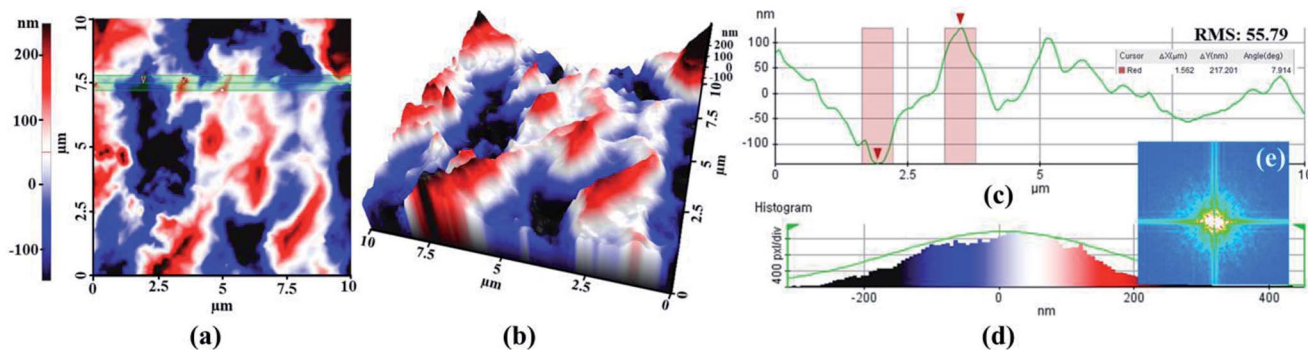 nm
200
100
0
-100
10
7.5
5
2.5
0
µm
0
2.5
5
7.5
10
µm
(a)
(b)
nm
200
100
0
-100
10
7.5
5
2.5
0
µm
10
7.5
5
2.5
0
µm
nm
100
50
0
-50
-100
RMS: 55.79
Cursor ΔX(µm) ΔY(nm) Angle(deg)
Red 1.562 217.201 7.914
0
2.5
5
10
µm
(c)
(e)
Histogram
400 pxl/div
-200
0
200
400
nm
(d)